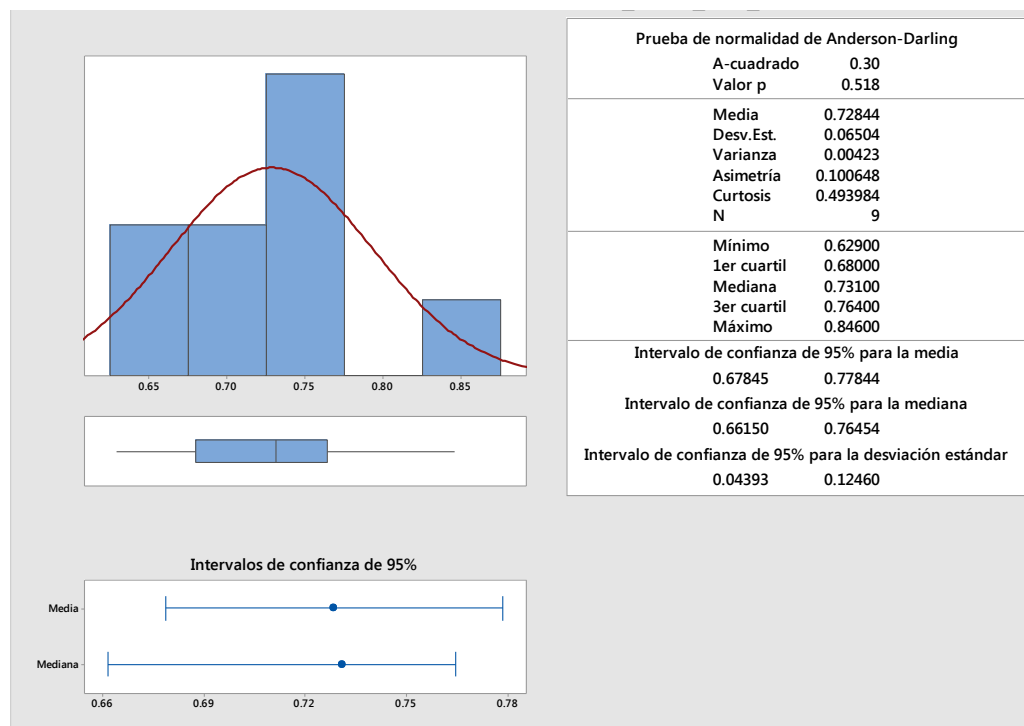 Prueba de normalidad de Anderson-Darling
A-cuadrado 0.30
Valor p 0.518
Media 0.72844
Desv.Est. 0.06504
Varianza 0.00423
Asimetría 0.100648
Curtosis 0.493984
N 9
Mínimo 0.62900
1er cuartil 0.68000
Mediana 0.73100
3er cuartil 0.76400
Máximo 0.84600
Intervalo de confianza de 95% para la media
0.67845 0.77844
Intervalo de confianza de 95% para la mediana
0.66150 0.76454
Intervalo de confianza de 95% para la desviación estándar
0.04393 0.12460
0.65 0.70 0.75 0.80 0.85
Intervalos de confianza de 95%
Media
Mediana
0.66 0.69 0.72 0.75 0.78